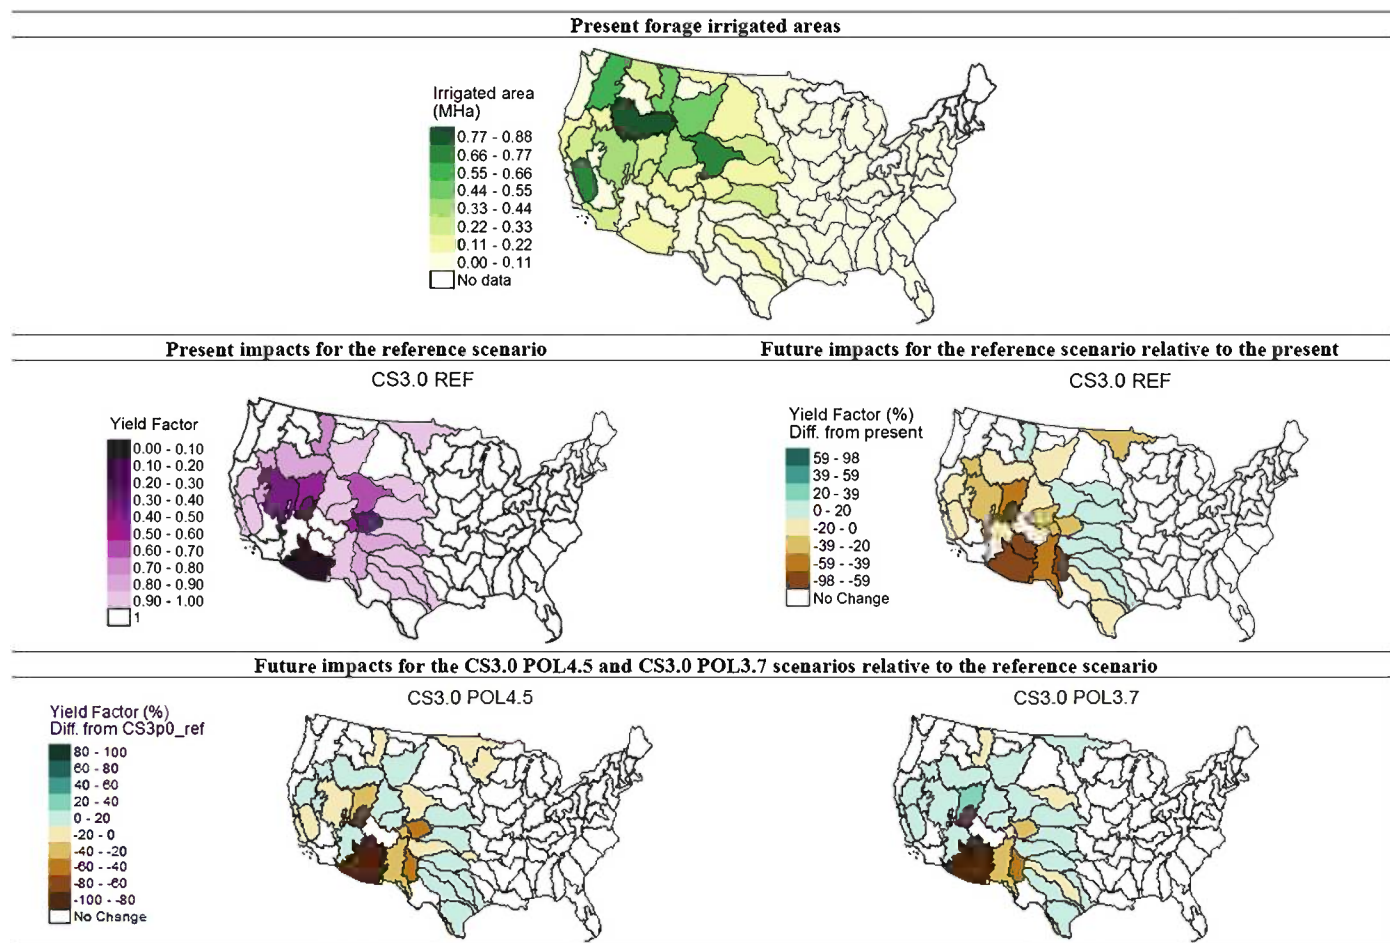 Present forage irrigated areas
Irrigated area
(MHa)
0.77 - 0.88
0.66 - 0.77
0.55 - 0.66
0.44 - 0.55
0.33 - 0.44
0.22 - 0.33
0.11 - 0.22
0.00 - 0.11
No data
Present impacts for the reference scenario
Future impacts for the reference scenario relative to the present
CS3.0 REF
Yield Factor
0.00 - 0.10
0.10 - 0.20
0.20 - 0.30
0.30 - 0.40
0.40 - 0.50
0.50 - 0.60
0.60 - 0.70
0.70 - 0.80
0.80 - 0.90
0.90 - 1.00
1
CS3.0 REF
Yield Factor (%)
Diff. from present
59 - 98
39 - 59
20 - 39
0 - 20
-20 - 0
-39 - -20
-59 - -39
-98 - -59
No Change
Future impacts for the CS3.0 POL4.5 and CS3.0 POL3.7 scenarios relative to the reference scenario
CS3.0 POL4.5
Yield Factor (%)
Diff. from CS3p0_ref
80 - 100
60 - 80
40 - 60
20 - 40
0 - 20
-20 - 0
-40 - -20
-60 - -40
-80 - -60
-100 - -80
No Change
CS3.0 POL3.7